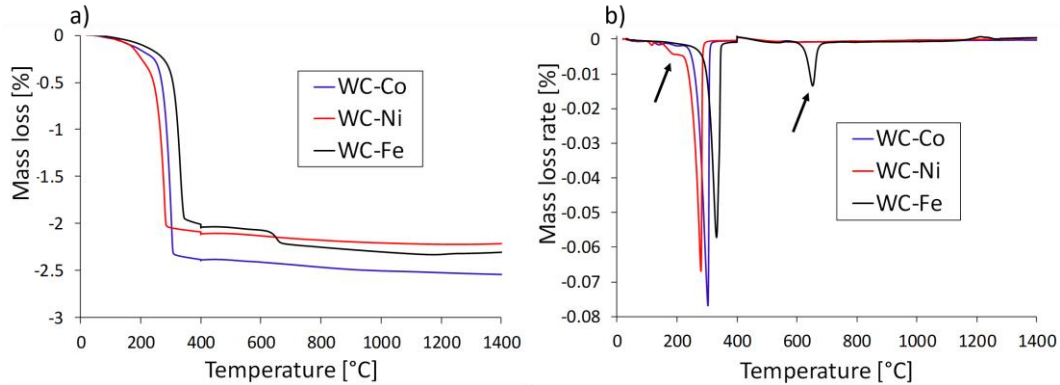 a)
0
-0.5
-1
-1.5
-2
-2.5
-3
Mass loss [%]
WC-Co
WC-Ni
WC-Fe
0 200 400 600 800 1000 1200 1400
Temperature [°C]
b)
0
-0.01
-0.02
-0.03
-0.04
-0.05
-0.06
-0.07
-0.08
Mass loss rate [%]
WC-Co
WC-Ni
WC-Fe
0 200 400 600 800 1000 1200 1400
Temperature [°C]